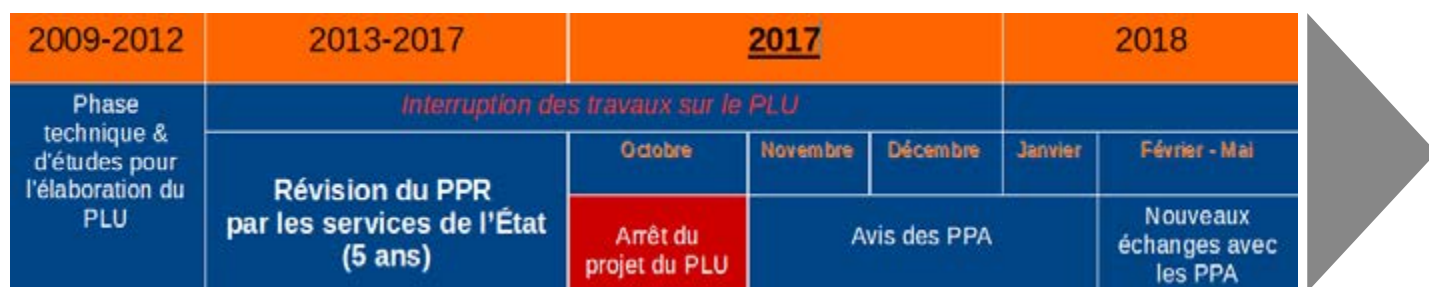 2009-2012
2013-2017
2017
2018
Phase
technique &
d'études pour
l'élaboration du
PLU
Interruption des travaux sur le PLU
Révision du PPR
par les services de l'État
(5 ans)
Octobre
Novembre
Décembre
Janvier
Février - Mai
Arrêt du
projet du PLU
Avis des PPA
Nouveaux
échanges avec
les PPA